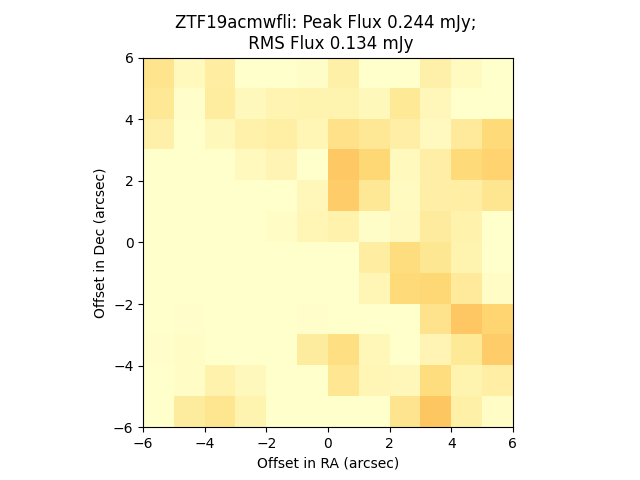 ZTF19acmwfli: Peak Flux 0.244 mJy;
RMS Flux 0.134 mJy
6
4
2
0
−2
−4
−6
Offset in Dec (arcsec)
−6 −4 −2 0 2 4 6
Offset in RA (arcsec)